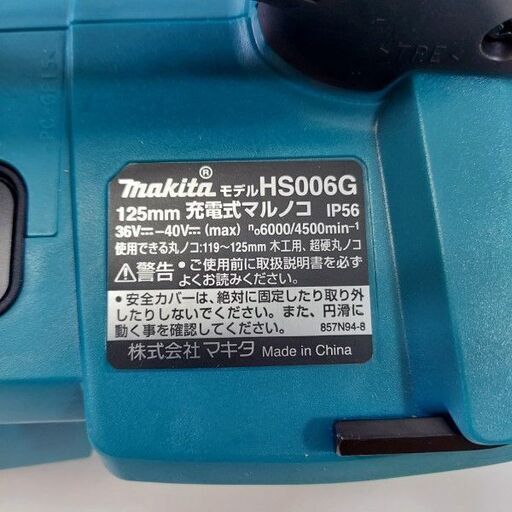 makita® モデル HS006G
125mm 充電式マルノコ IP56
36V⎓-40V⎓(max) n₀6000/4500min⁻¹
使用できる丸ノコ:119～125mm 木工用、超硬丸ノコ
⚠警告 • ご使用前に取扱説明書を必ず
よくお読みください。
• 安全カバーは、絶対に固定したり取り外
したりしないでください。また、円滑に
動く事を確認してください。 857N94-8
株式会社 マキタ Made in China